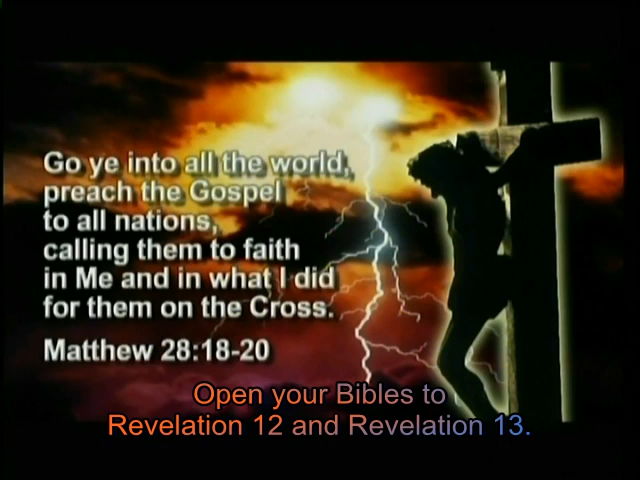 Go ye into all the world,
preach the Gospel
to all nations,
calling them to faith
in Me and in what I did
for them on the Cross.
Matthew 28:18-20
Open your Bibles to
Revelation 12 and Revelation 13.